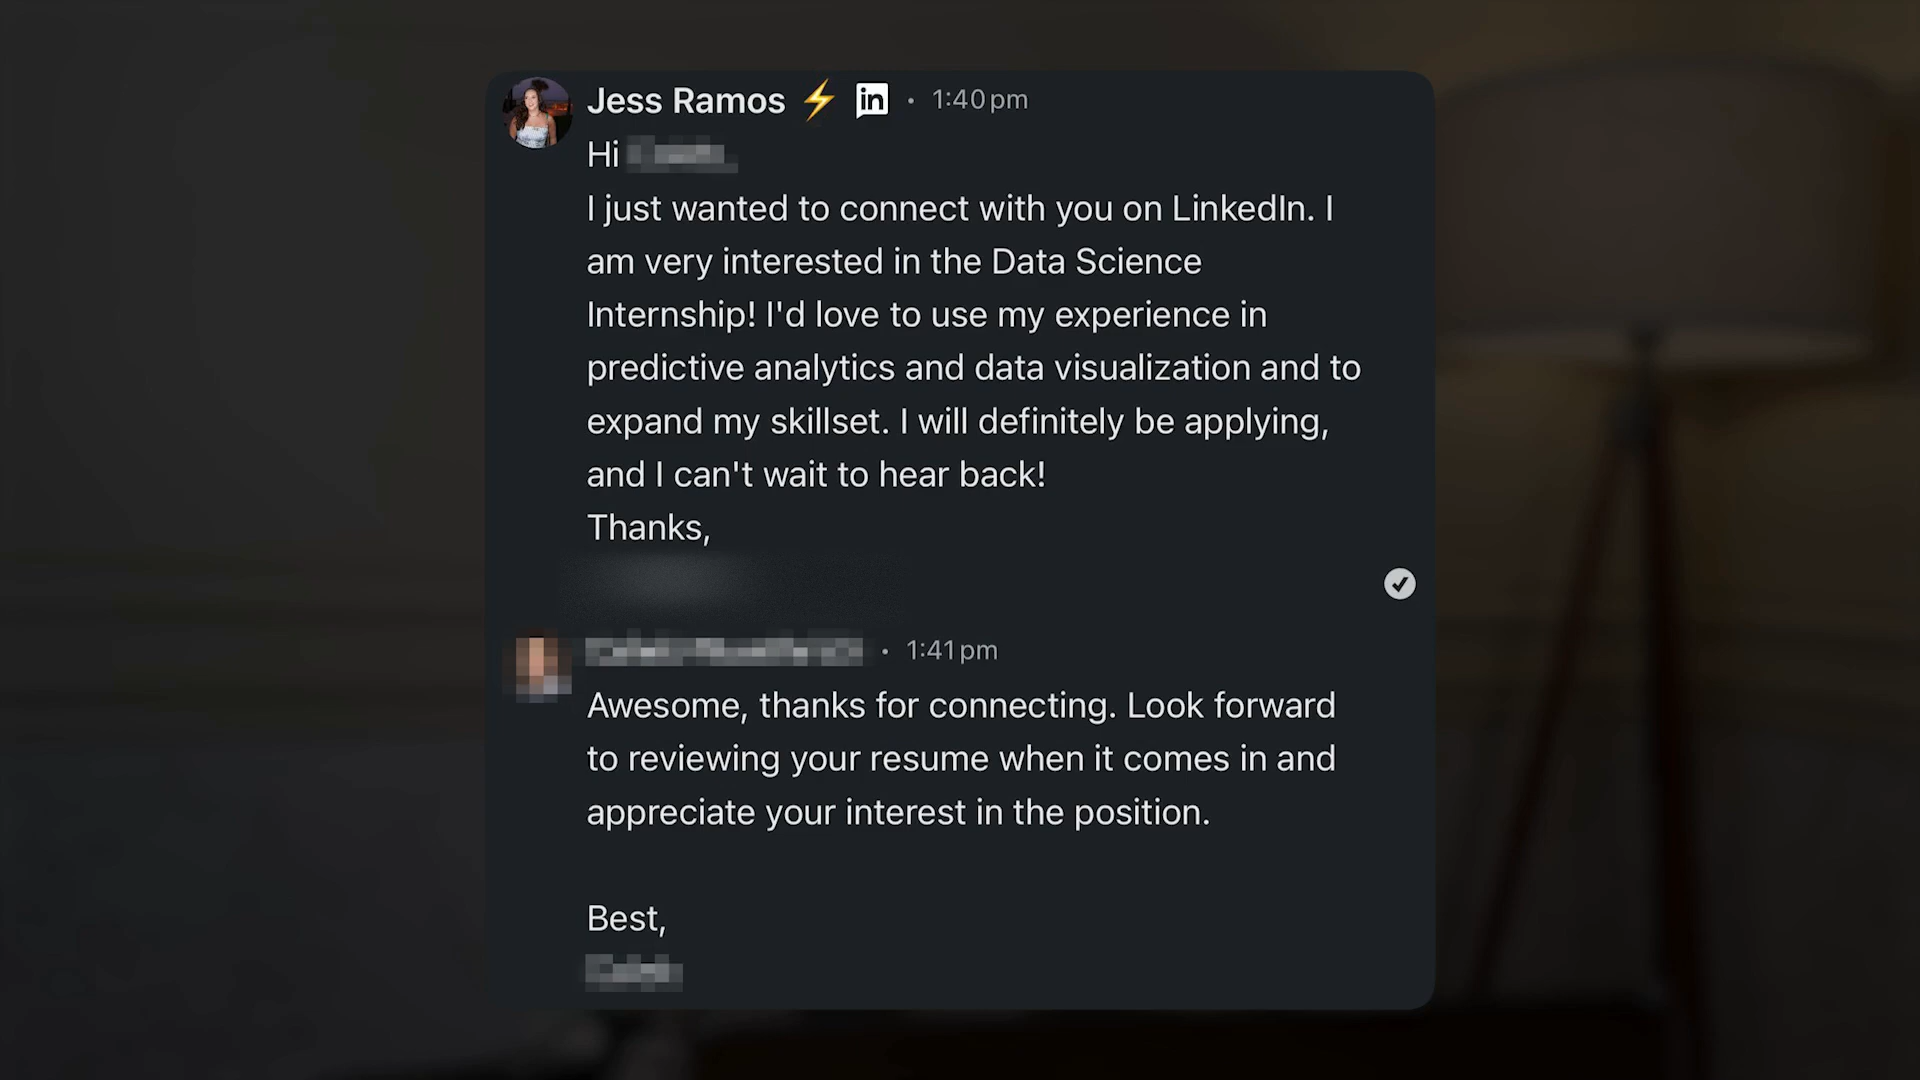 Jess Ramos ⚡ in • 1:40 pm
Hi
I just wanted to connect with you on LinkedIn. I
am very interested in the Data Science
Internship! I'd love to use my experience in
predictive analytics and data visualization and to
expand my skillset. I will definitely be applying,
and I can't wait to hear back!
Thanks,
• 1:41 pm
Awesome, thanks for connecting. Look forward
to reviewing your resume when it comes in and
appreciate your interest in the position.
Best,